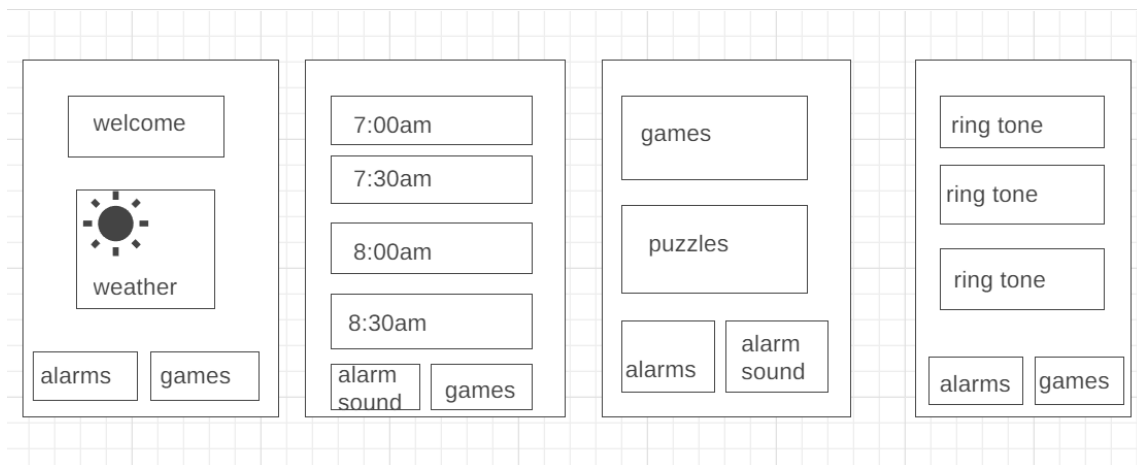 welcome
weather
alarms
games
7:00am
7:30am
8:00am
8:30am
alarm
sound
games
games
puzzles
alarms
alarm
sound
ring tone
ring tone
ring tone
alarms
games